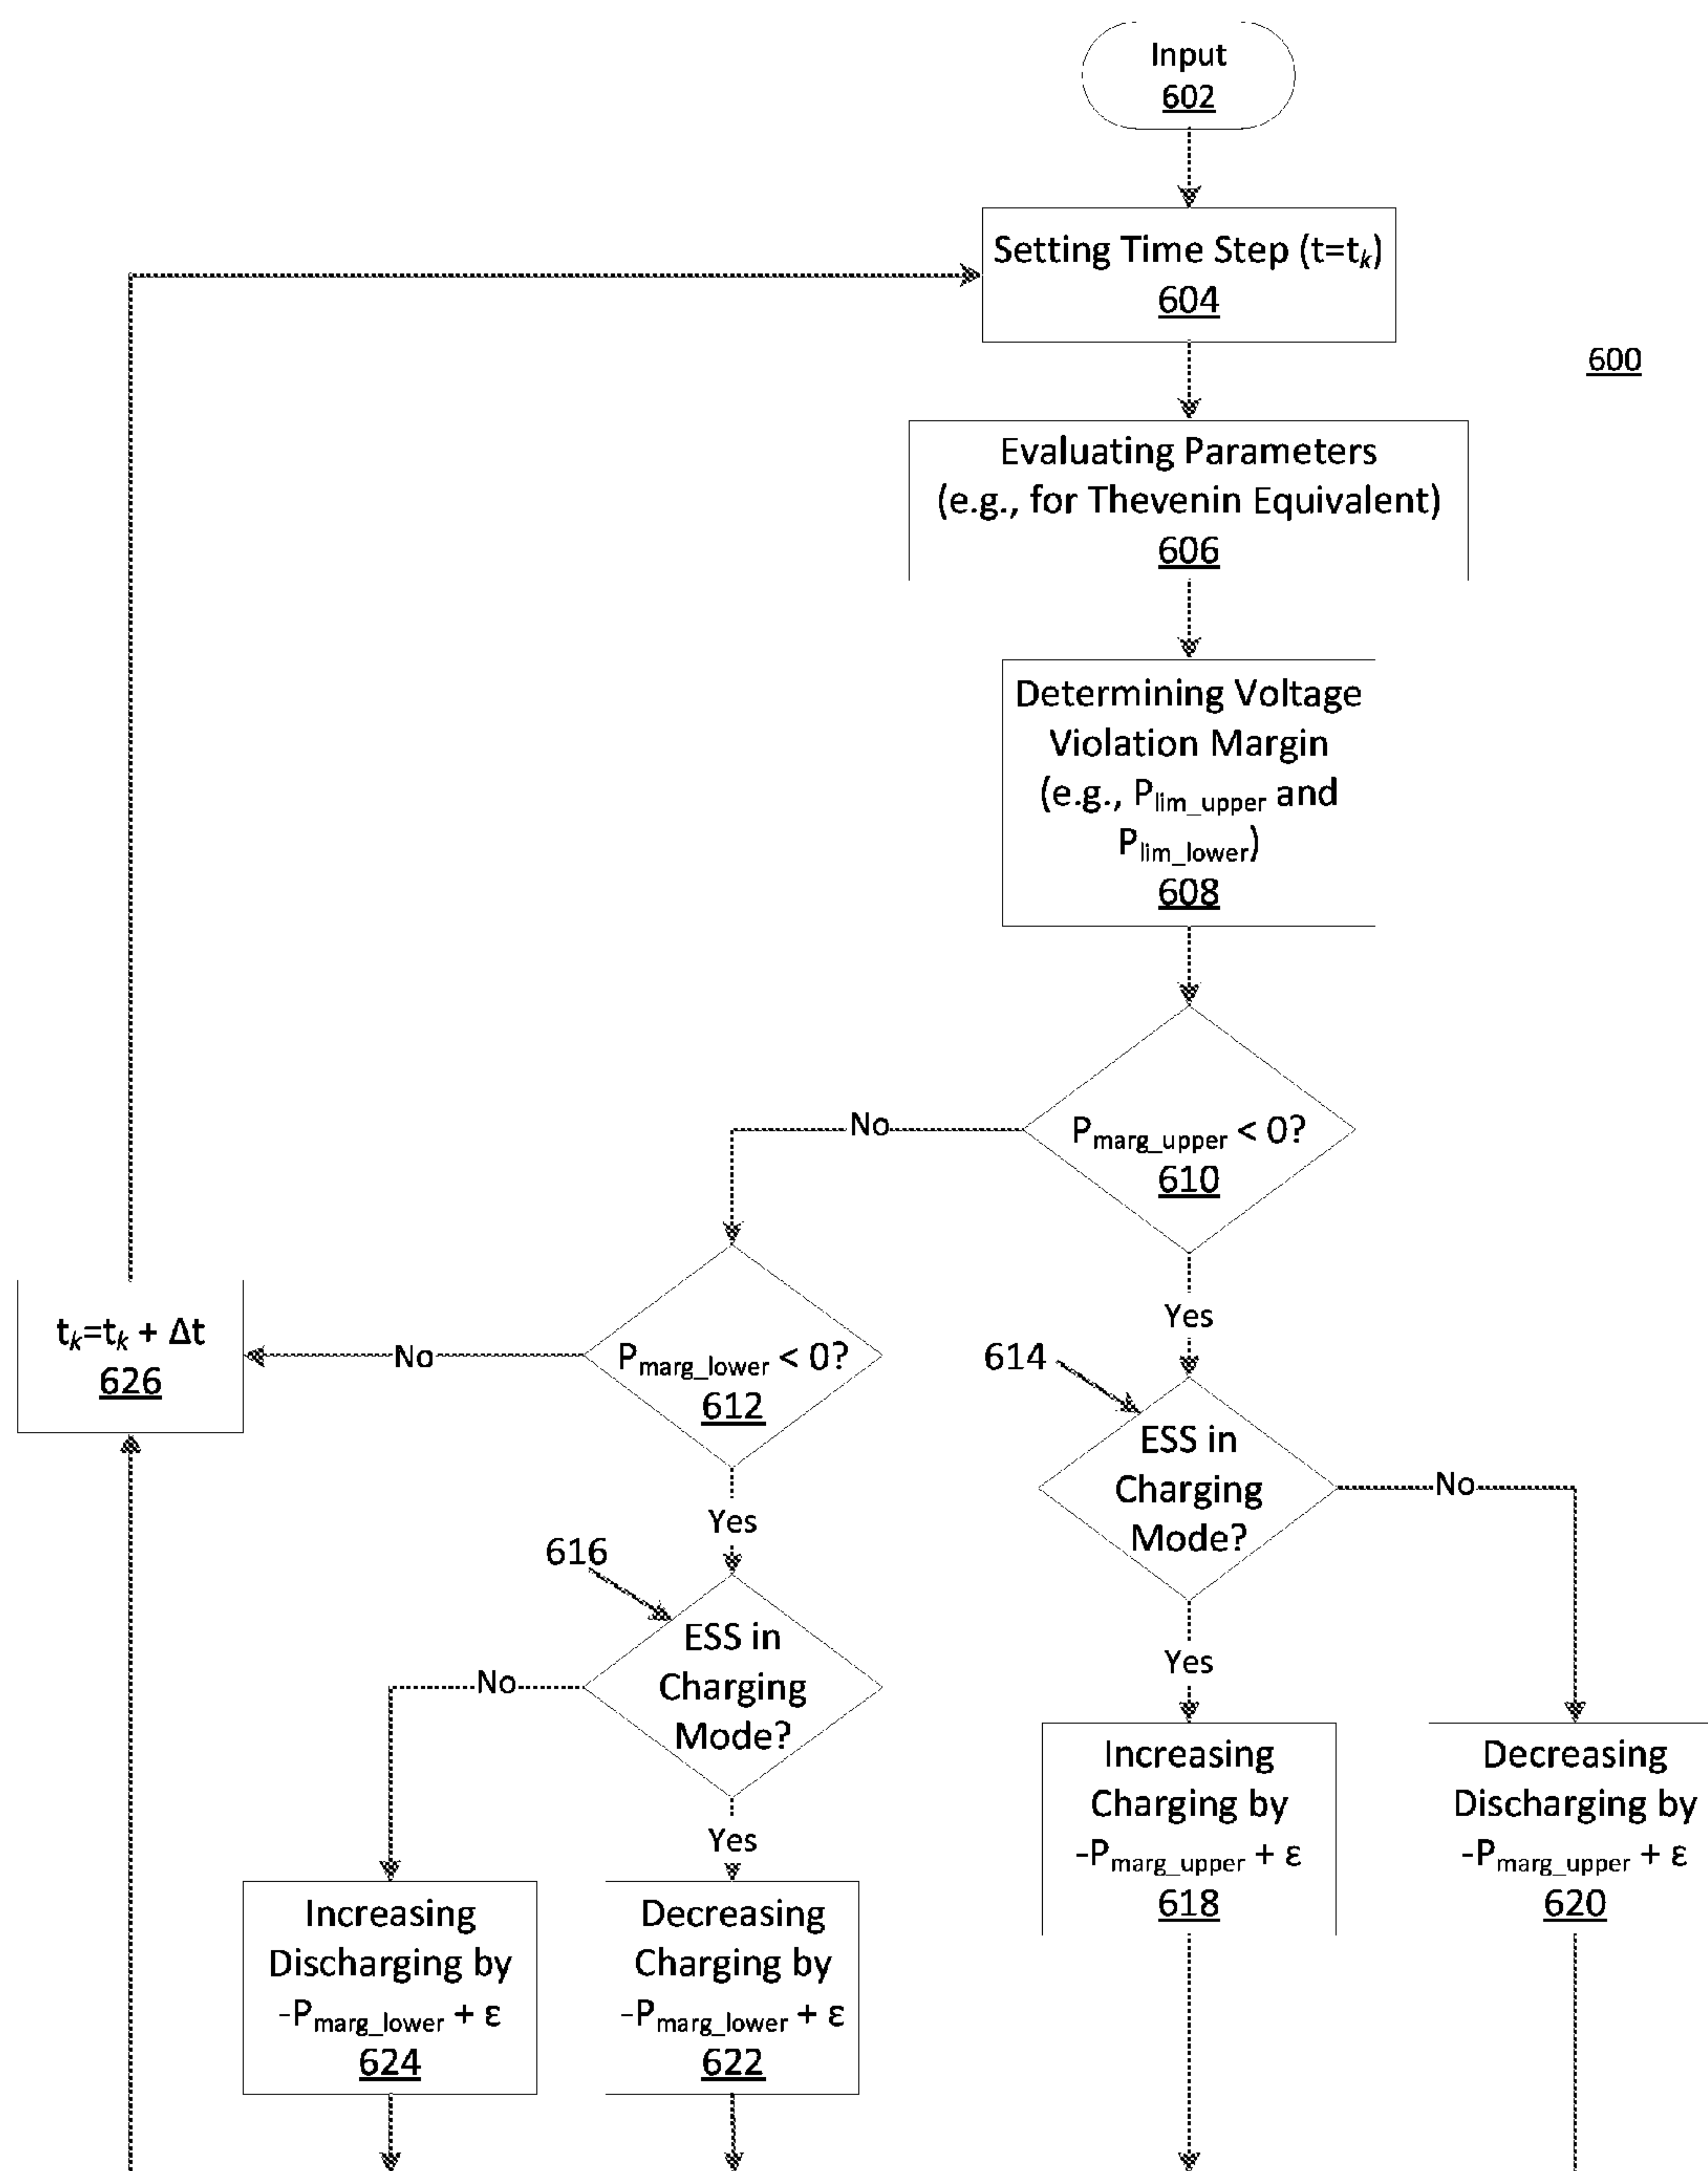 Input
602
Setting Time Step (t=tk)
604
600
Evaluating Parameters
(e.g., for Thevenin Equivalent)
606
Determining Voltage
Violation Margin
(e.g., Plim_upper and
Plim_lower)
608
No
Pmarg_upper < 0?
610
Yes
tk=tk + Δt
626
No
Pmarg_lower < 0?
612
614
ESS in
Charging
Mode?
No
Yes
616
ESS in
Charging
Mode?
No
Yes
Yes
Increasing
Charging by
-Pmarg_upper + ε
618
Decreasing
Discharging by
-Pmarg_upper + ε
620
Increasing
Discharging by
-Pmarg_lower + ε
624
Decreasing
Charging by
-Pmarg_lower + ε
622